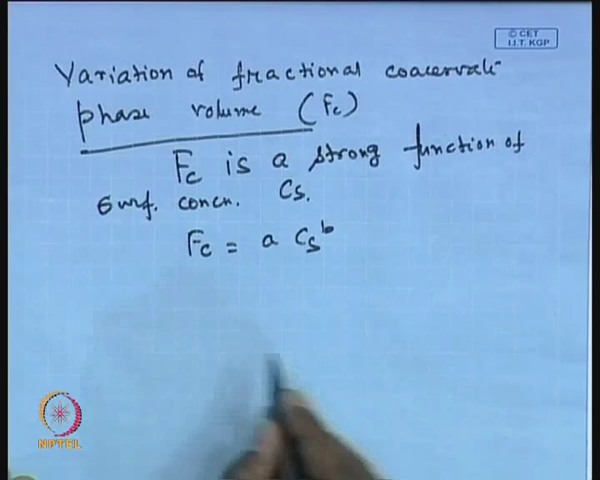 © CET
I.I.T. KGP
Variation of fractional coacervate
phase volume (Fc)
Fc is a strong function of
surf. concn. Cs.
Fc = a Cs^b
NPTEL